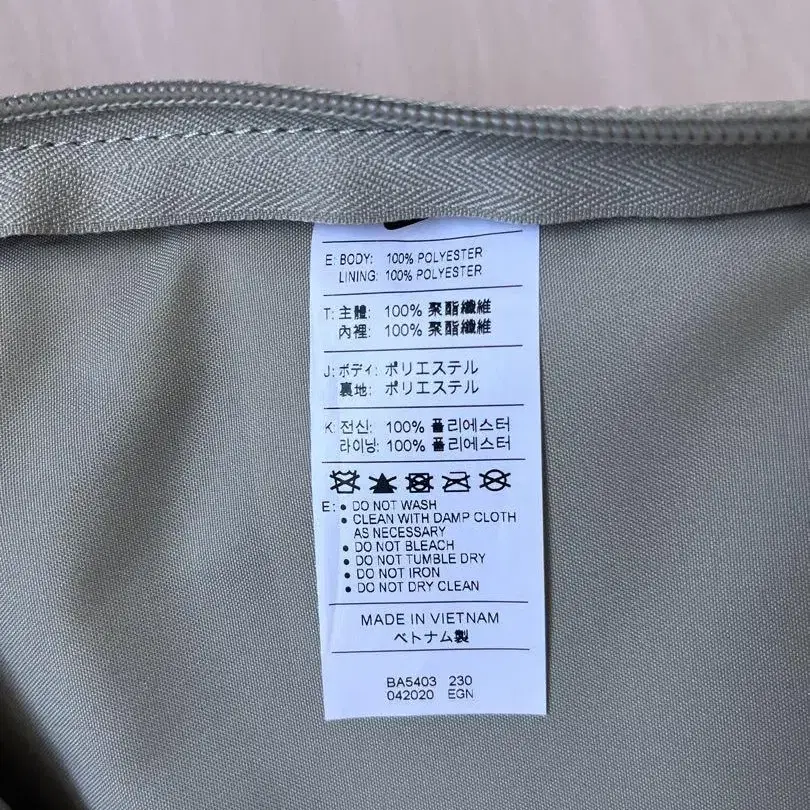 E: BODY: 100% POLYESTER
LINING: 100% POLYESTER
T: 主體: 100% 聚酯纖維
內裡: 100% 聚酯纖維
J: ボディ: ポリエステル
裏地: ポリエステル
K: 전신: 100% 폴리에스터
라이닝: 100% 폴리에스터
E: • DO NOT WASH
• CLEAN WITH DAMP CLOTH
AS NECESSARY
• DO NOT BLEACH
• DO NOT TUMBLE DRY
• DO NOT IRON
• DO NOT DRY CLEAN
MADE IN VIETNAM
ベトナム製
BA5403 230
042020 EGN